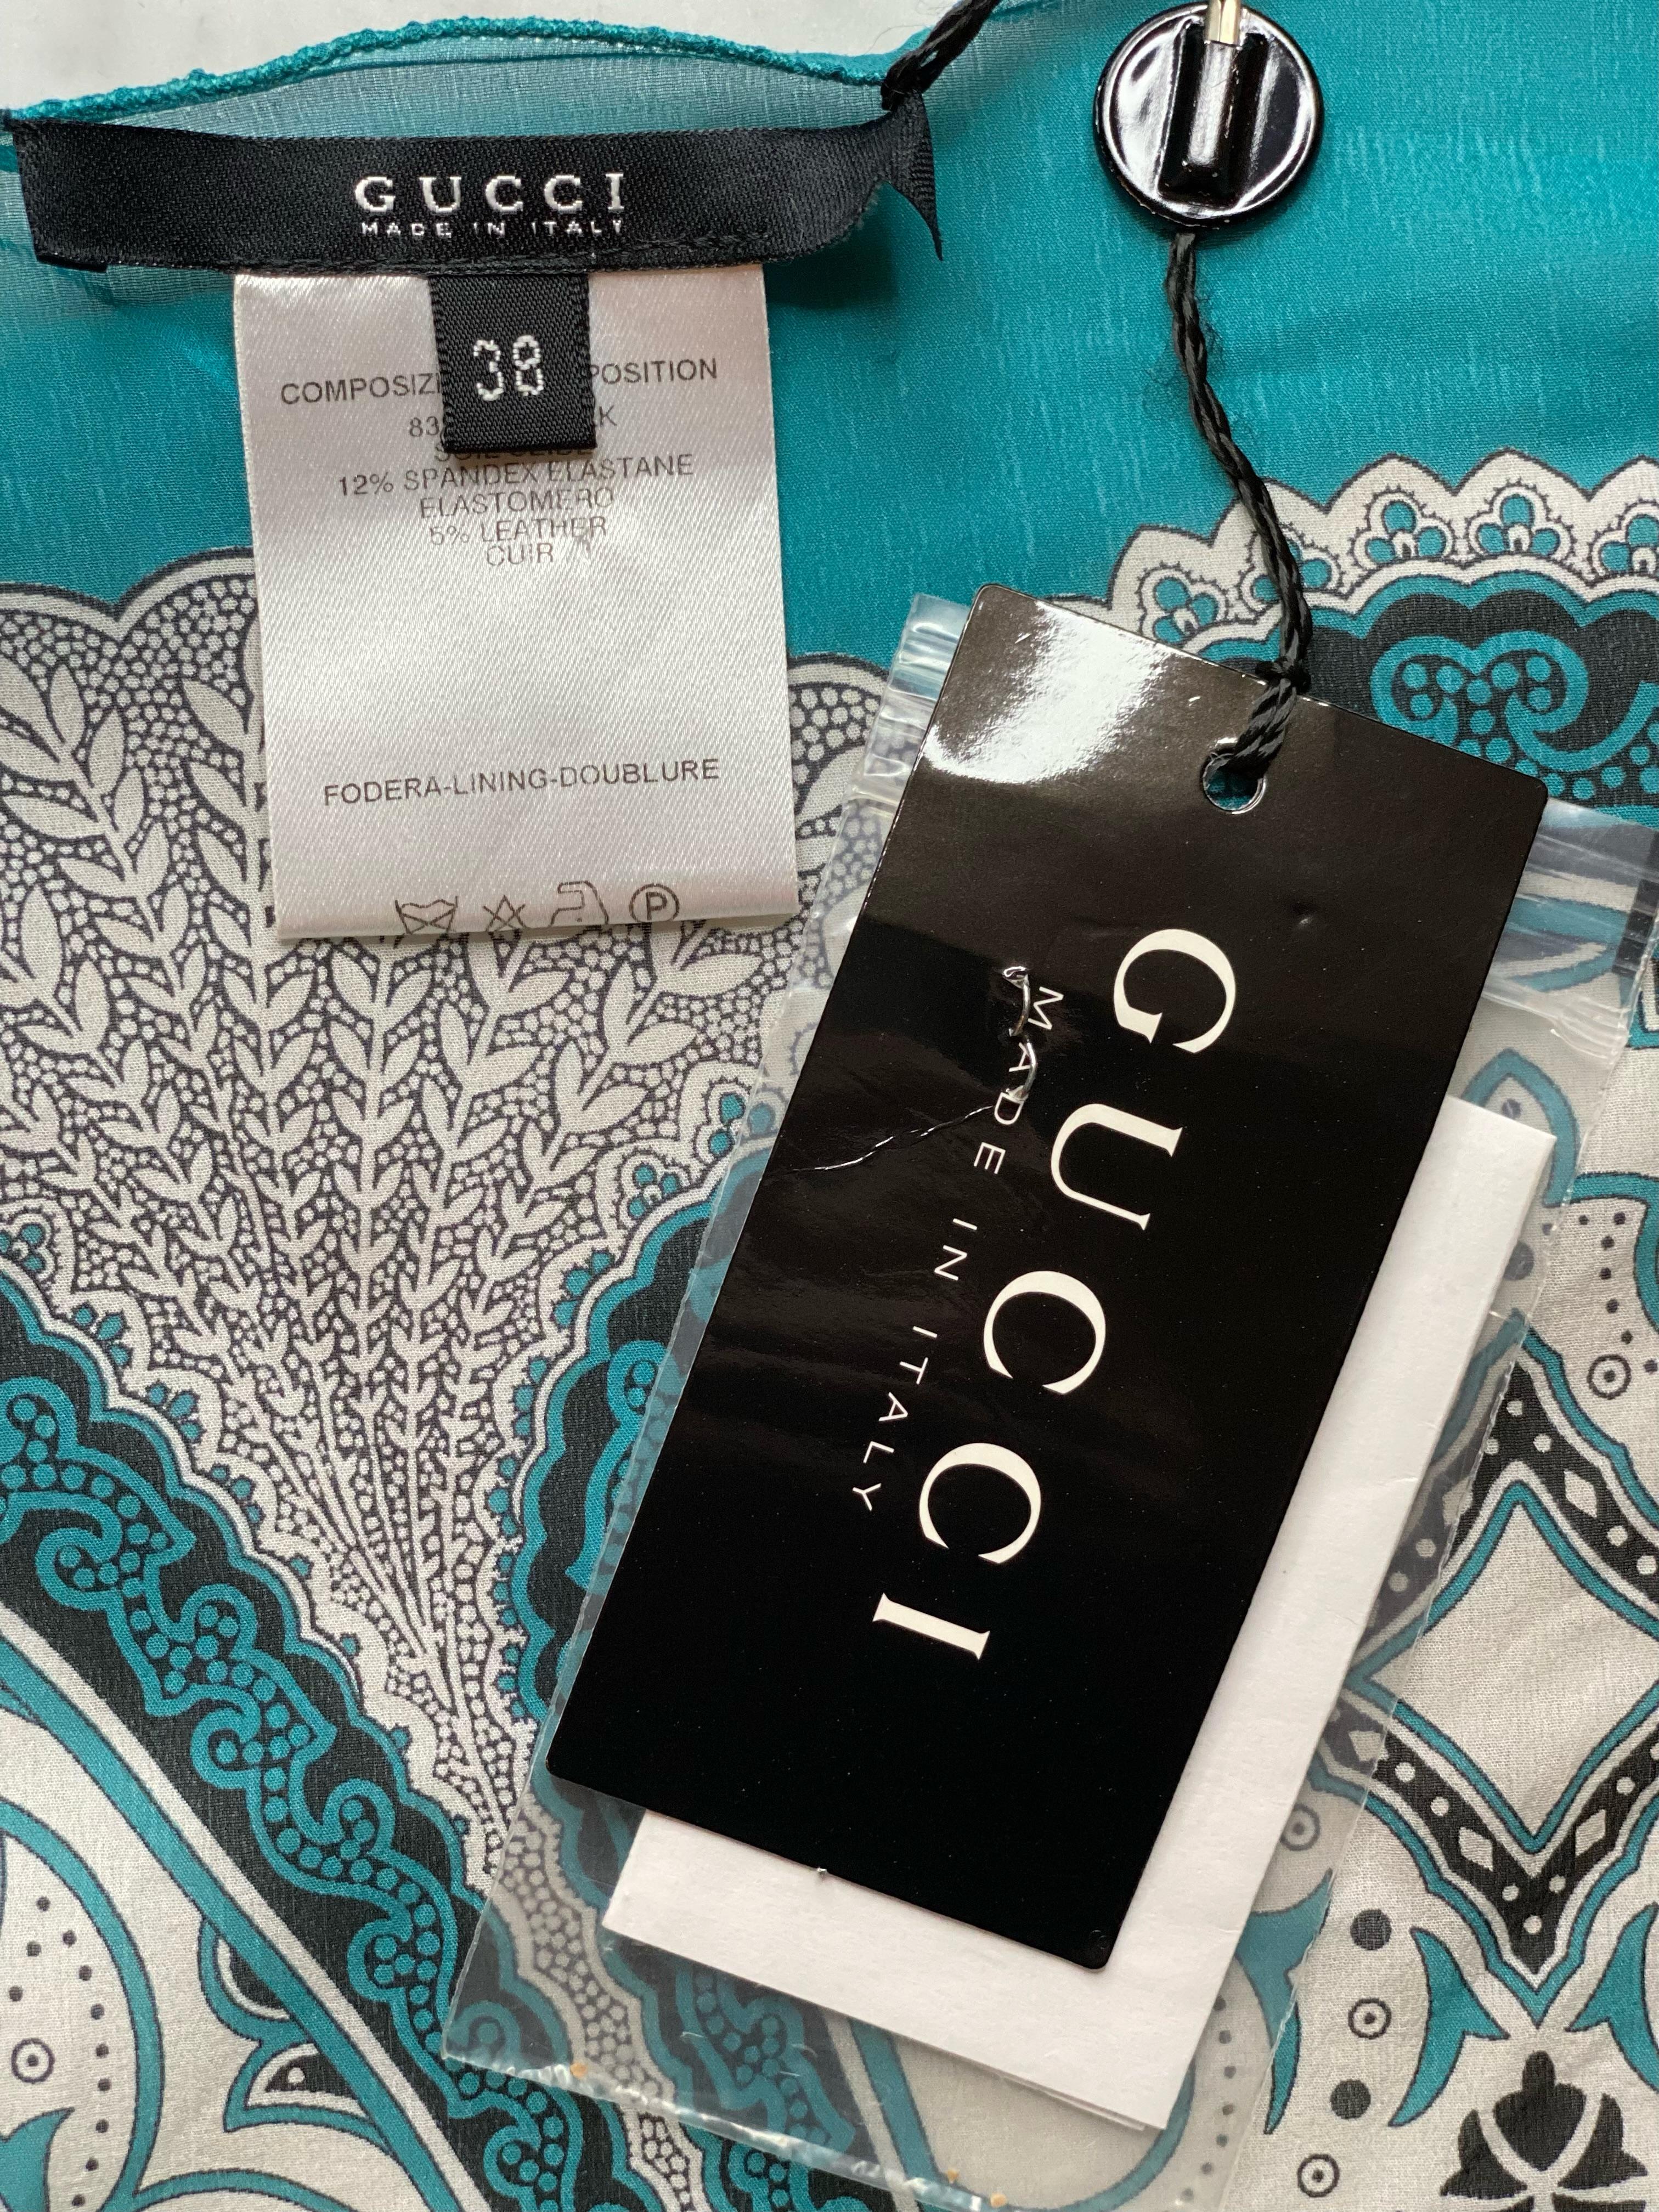 GUCCI
MADE IN ITALY
38
COMPOSIZ POSITION
83 K
12% SPANDEX ELASTANE
ELASTOMERO
5% LEATHER
CUIR
FODERA-LINING-DOUBLURE
P
GUCCI
MADE IN ITALY